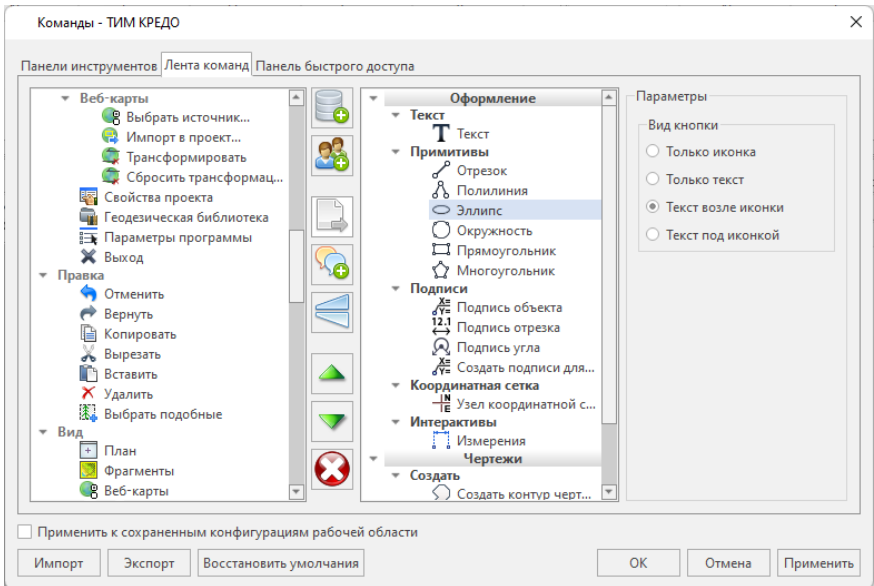 Команды - ТИМ КРЕДО
Панели инструментов
Лента команд
Панель быстрого доступа
Веб-карты
Выбрать источник...
Импорт в проект...
Трансформировать
Сбросить трансформац...
Свойства проекта
Геодезическая библиотека
Параметры программы
Выход
Правка
Отменить
Вернуть
Копировать
Вырезать
Вставить
Удалить
Выбрать подобные
Вид
План
Фрагменты
Веб-карты
Оформление
Текст
T Текст
Примитивы
Отрезок
Полилиния
Эллипс
Окружность
Прямоугольник
Многоугольник
Подписи
X=
Y= Подпись объекта
12.1 Подпись отрезка
Подпись угла
X=
Y= Создать подписи для...
Координатная сетка
N
E Узел координатной с...
Интерактивы
Измерения
Чертежи
Создать
Создать контур черт...
Параметры
Вид кнопки
Только иконка
Только текст
Текст возле иконки
Текст под иконкой
Применить к сохраненным конфигурациям рабочей области
Импорт
Экспорт
Восстановить умолчания
ОК
Отмена
Применить